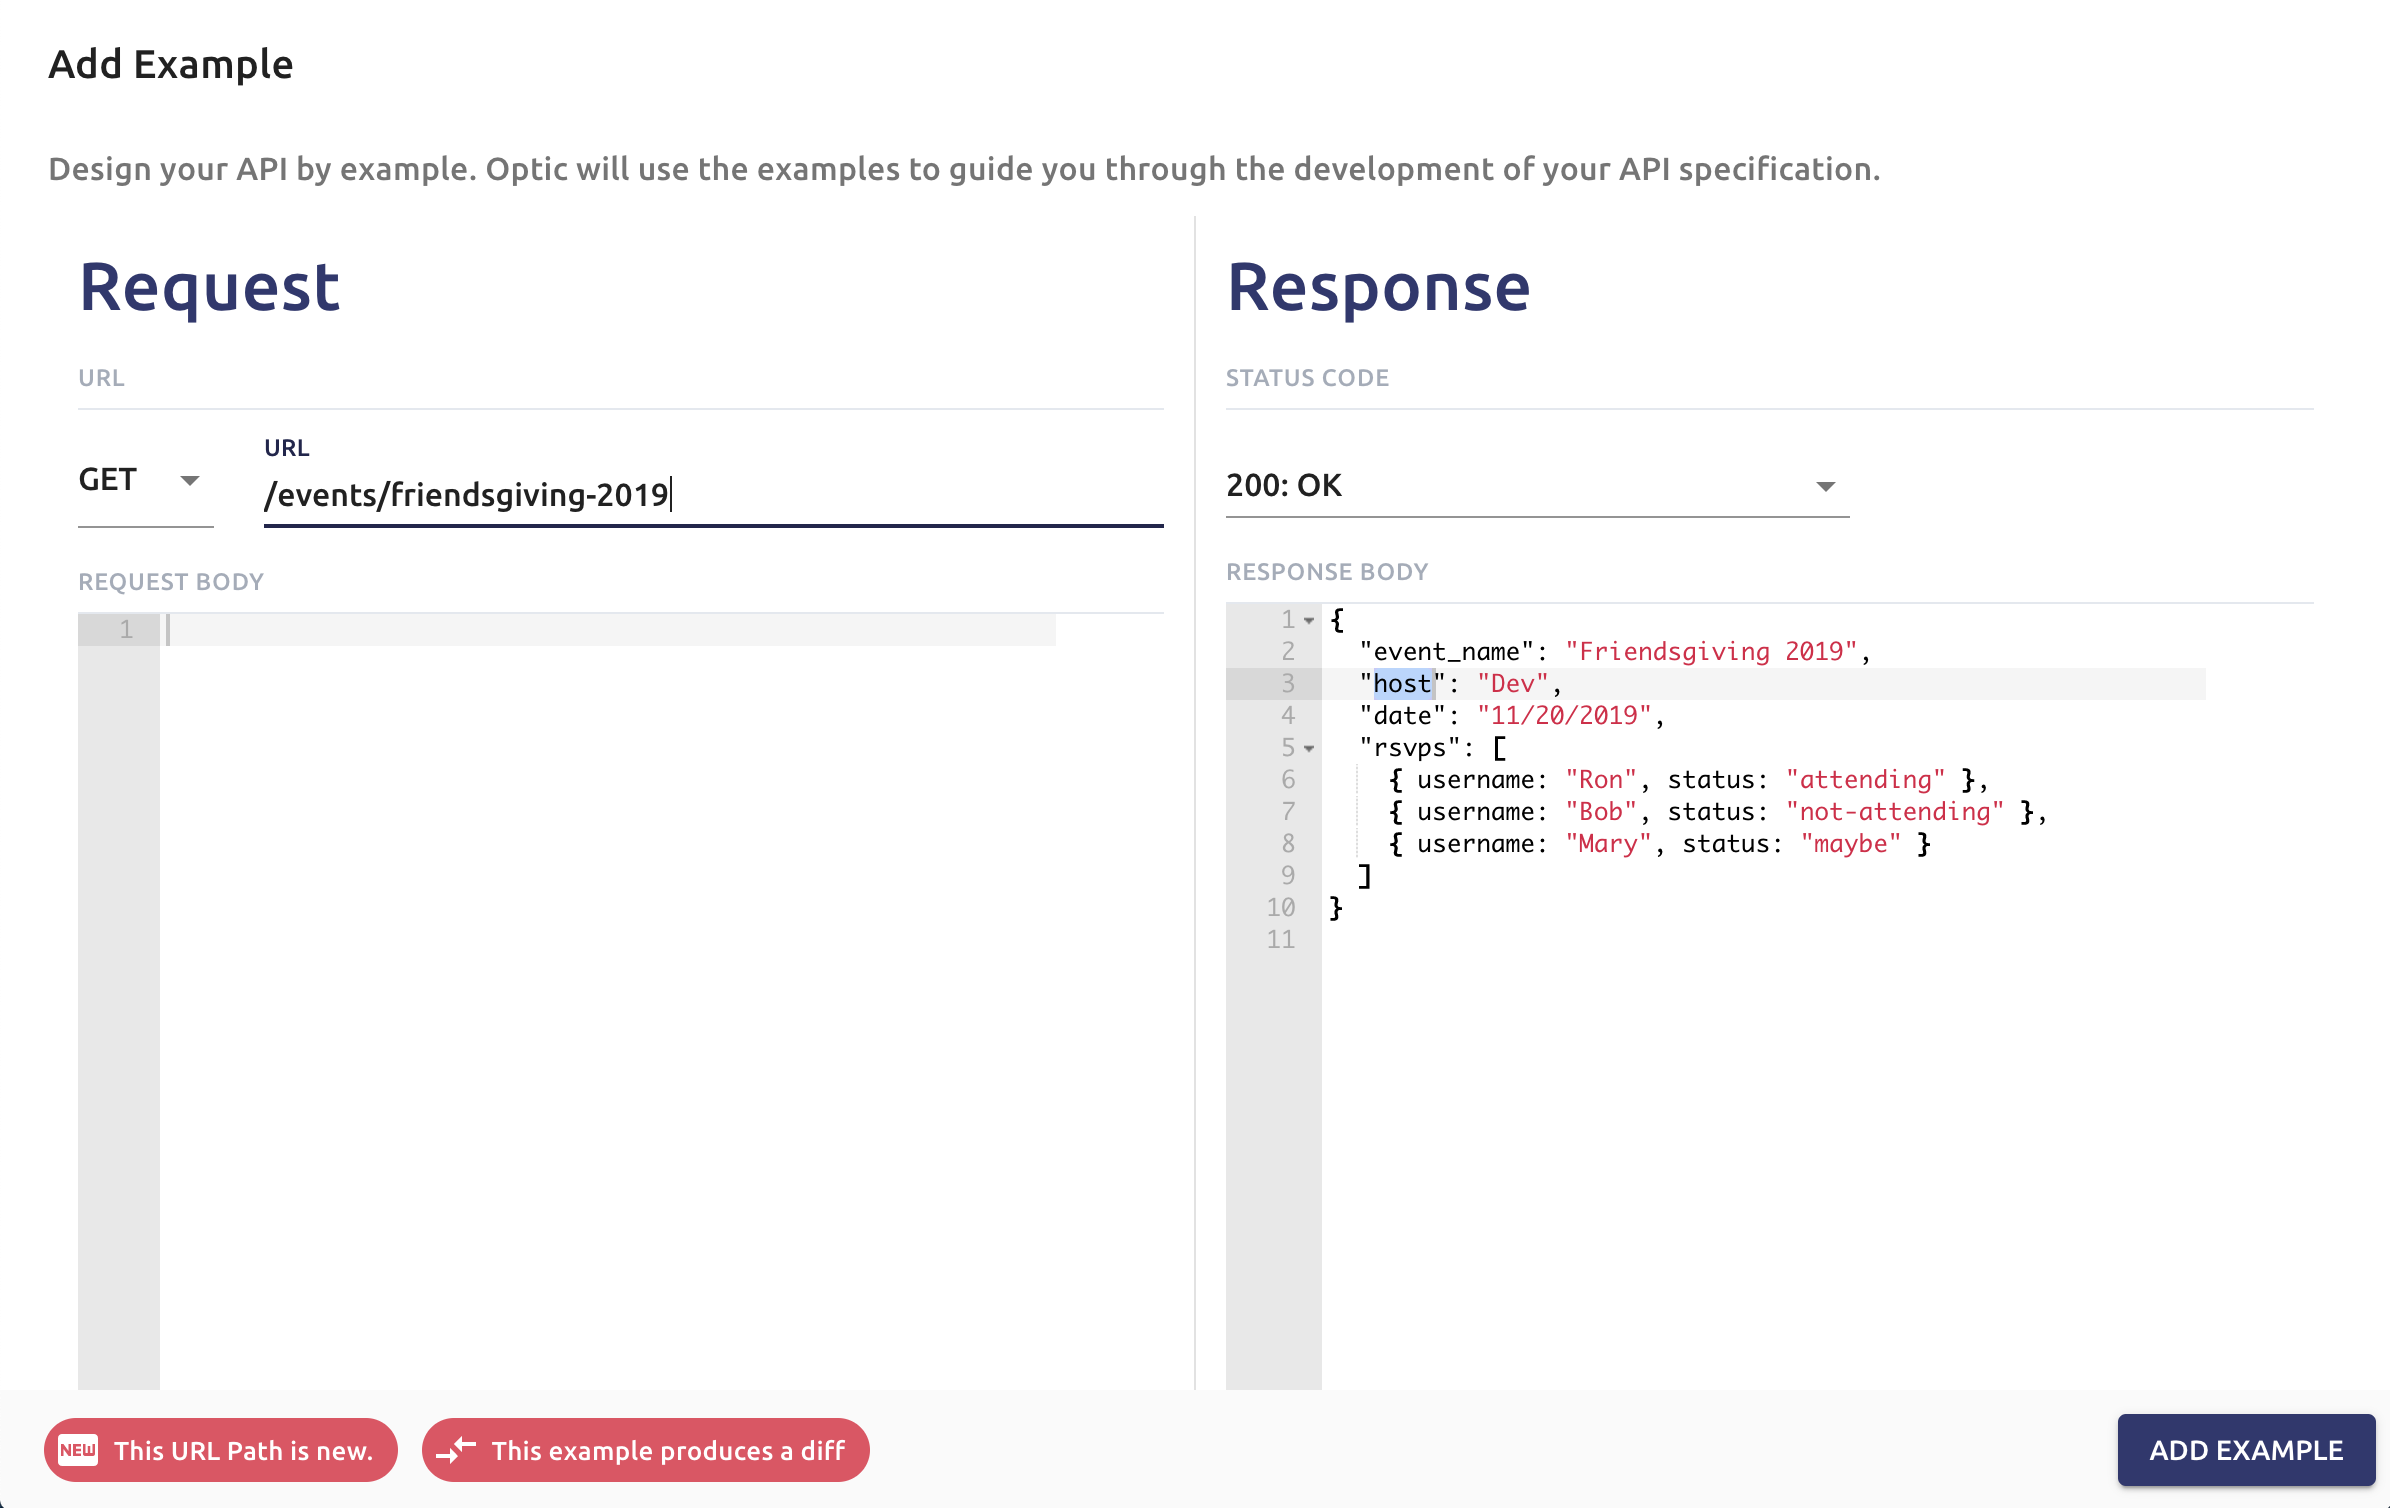 Add Example
Design your API by example. Optic will use the examples to guide you through the development of your API specification.
Request
URL
GET
URL
/events/friendsgiving-2019
REQUEST BODY
1
Response
STATUS CODE
200: OK
RESPONSE BODY
1 {
2   "event_name": "Friendsgiving 2019",
3   "host": "Dev",
4   "date": "11/20/2019",
5   "rsvps": [
6     { username: "Ron", status: "attending" },
7     { username: "Bob", status: "not-attending" },
8     { username: "Mary", status: "maybe" }
9   ]
10 }
11
NEW This URL Path is new.
This example produces a diff
ADD EXAMPLE